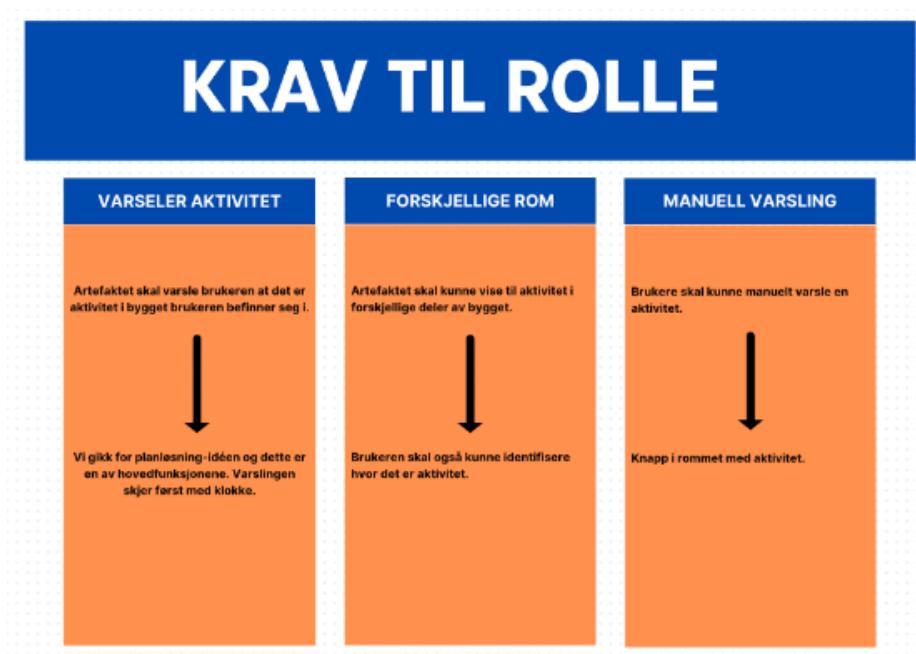 KRAV TIL ROLLE
VARSELER AKTIVITET
Artefaktet skal varsle brukeren at det er
aktivitet i bygget brukeren befinner seg i.
Vi gikk for planløsning-idéen og dette er
en av hovedfunksjonene. Varslingen
skjer først med klokke.
FORSKJELLIGE ROM
Artefaktet skal kunne vise til aktivitet i
forskjellige deler av bygget.
Brukeren skal også kunne identifisere
hvor det er aktivitet.
MANUELL VARSLING
Brukere skal kunne manuelt varsle en
aktivitet.
Knapp i rommet med aktivitet.